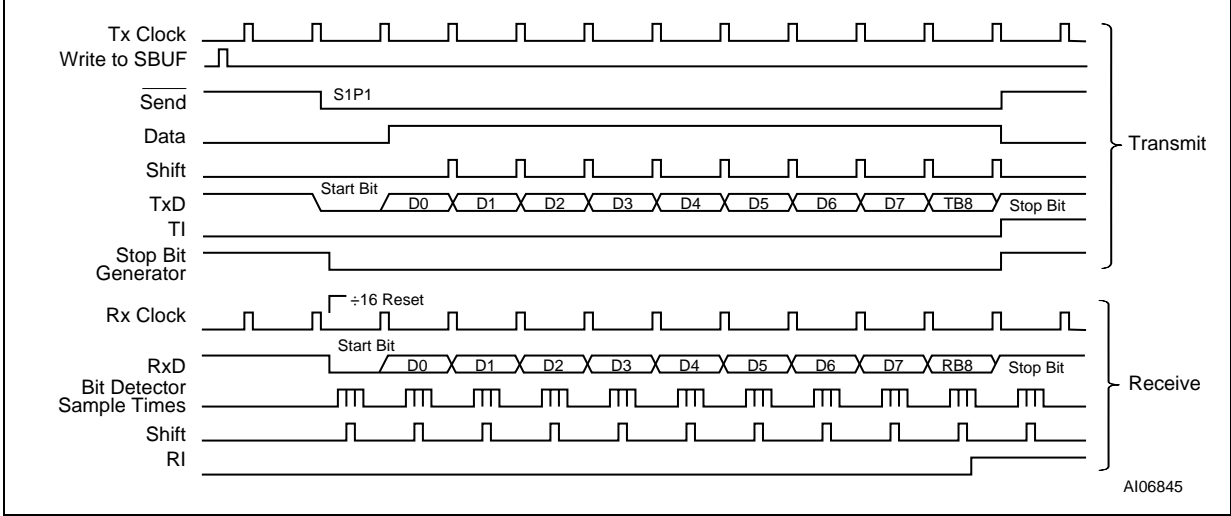 Tx Clock
Write to SBUF
Send
S1P1
Data
Shift
Start Bit
TxD
D0 D1 D2 D3 D4 D5 D6 D7 TB8 Stop Bit
TI
Stop Bit
Generator
Transmit
÷16 Reset
Rx Clock
Start Bit
RxD
D0 D1 D2 D3 D4 D5 D6 D7 RB8 Stop Bit
Bit Detector
Sample Times
Shift
RI
Receive
AI06845